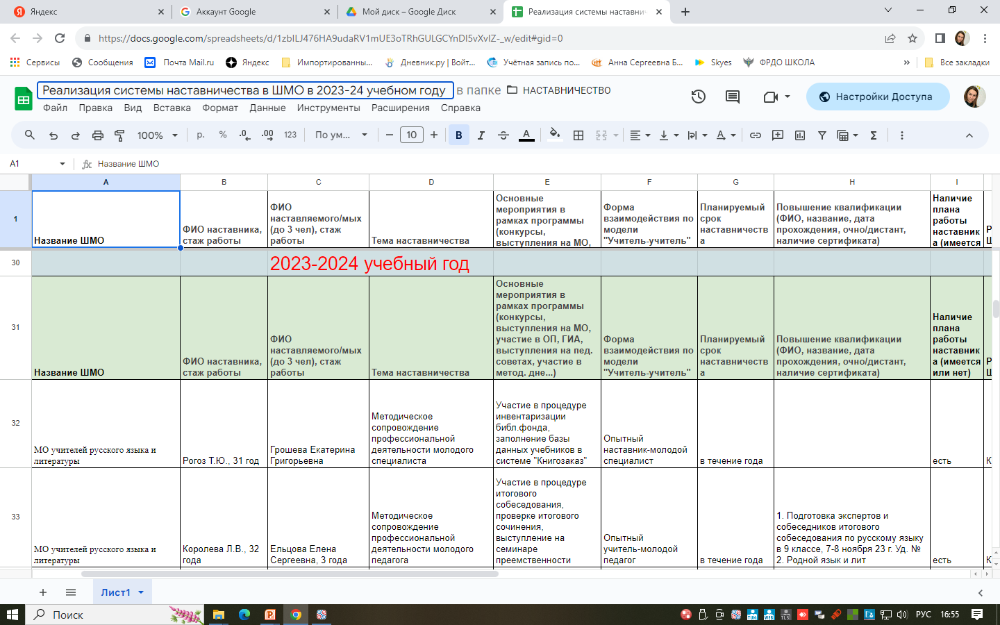 Яндекс
Аккаунт Google
Мой диск – Google Диск
Реализация системы наставнич
https://docs.google.com/spreadsheets/d/1zblLJ476HA9udaRV1mUE3oTRhGULGCYnDI5vXvlZ-_w/edit#gid=0
Сервисы
Сообщения
Почта Mail.ru
Яндекс
Импортированны...
Дневник.ру | Войт...
Учётная запись по...
Анна Сергеевна Б...
Skyes
ФРДО ШКОЛА
»
Все закладки
Реализация системы наставничества в ШМО в 2023-24 учебном году
в папке НАСТАВНИЧЕСТВО
Файл Правка Вид Вставка Формат Данные Инструменты Расширения Справка
Настройки Доступа
100% р. % .0 .00 123 По ум... − 10 + B I A Σ
A1 fx Название ШМО
A B C D E F G H I
1
Название ШМО
ФИО наставника,
стаж работы
ФИО
наставляемого/мых
(до 3 чел), стаж
работы
Тема наставничества
Основные
мероприятия в
рамках программы
(конкурсы,
выступления на МО,
Форма
взаимодействия по
модели
"Учитель-учитель"
Планируемый
срок
наставничеств
а
Повышение квалификации
(ФИО, название, дата
прохождения, очно/дистант,
наличие сертификата)
Наличие
плана
работы
наставник
а (имеется
30
2023-2024 учебный год
31
Название ШМО
ФИО наставника,
стаж работы
ФИО
наставляемого/мых
(до 3 чел), стаж
работы
Тема наставничества
Основные
мероприятия в
рамках программы
(конкурсы,
выступления на МО,
участие в ОП, ГИА,
выступления на пед.
советах, участие в
метод. дне...)
Форма
взаимодействия по
модели
"Учитель-учитель"
Планируемый
срок
наставничеств
а
Повышение квалификации
(ФИО, название, дата
прохождения, очно/дистант,
наличие сертификата)
Наличие
плана
работы
наставник
а (имеется
или нет)
32
МО учителей русского языка и
литературы
Рогоз Т.Ю., 31 год
Грошева Екатерина
Григорьевна
Методическое
сопровождение
профессиональной
деятельности молодого
специалиста
Участие в процедуре
инвентаризации
библ.фонда,
заполнение базы
данных учебников в
системе "Книгозаказ"
Опытный
наставник-молодой
специалист
в течение года
есть
К
33
МО учителей русского языка и
литературы
Королева Л.В., 32
года
Ельцова Елена
Сергеевна, 3 года
Методическое
сопровождение
профессиональной
деятельности молодого
педагога
Участие в процедуре
итогового
собеседования,
проверке итогового
сочинения,
выступление на
семинаре
преемственности
Опытный
учитель-молодой
педагог
в течение года
1. Подготовка экспертов и
собеседников итогового
собеседования по русскому языку
в 9 классе, 7-8 ноября 23 г. Уд. №
2. Родной язык и лит
есть
К
Лист1
Поиск
РУС 16:55